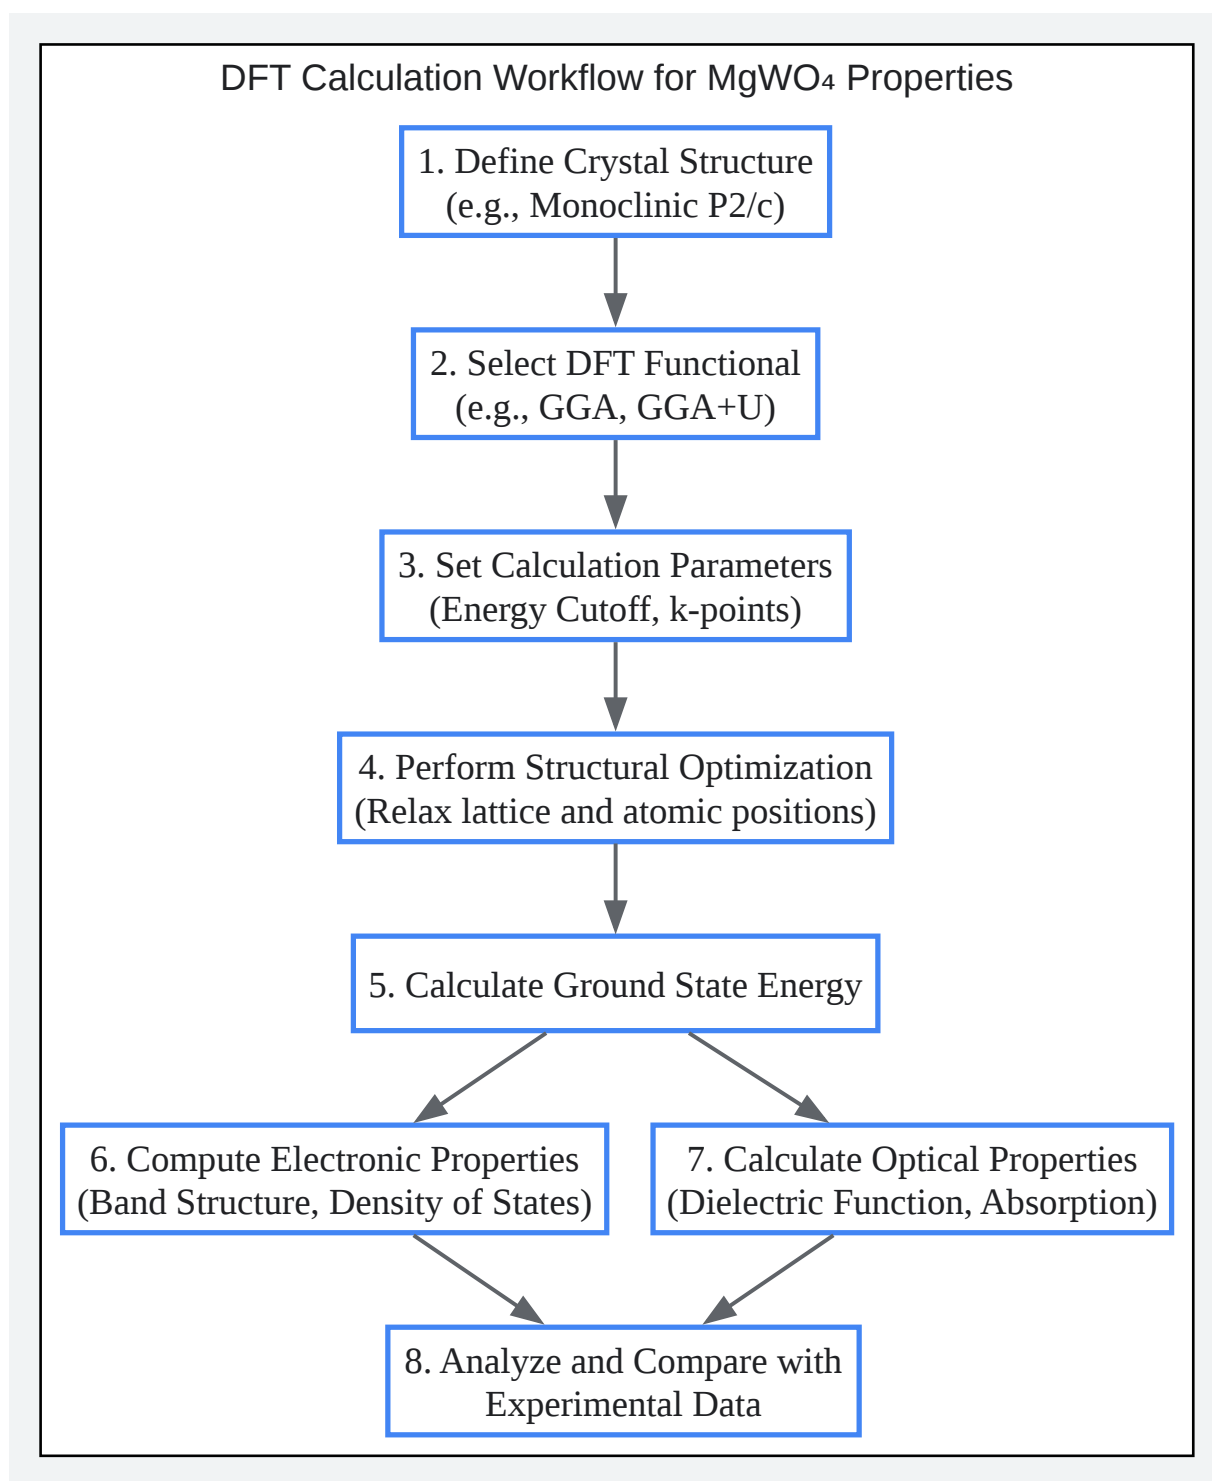 DFT Calculation Workflow for MgWO₄ Properties
1. Define Crystal Structure
(e.g., Monoclinic P2/c)
2. Select DFT Functional
(e.g., GGA, GGA+U)
3. Set Calculation Parameters
(Energy Cutoff, k-points)
4. Perform Structural Optimization
(Relax lattice and atomic positions)
5. Calculate Ground State Energy
6. Compute Electronic Properties
(Band Structure, Density of States)
7. Calculate Optical Properties
(Dielectric Function, Absorption)
8. Analyze and Compare with
Experimental Data